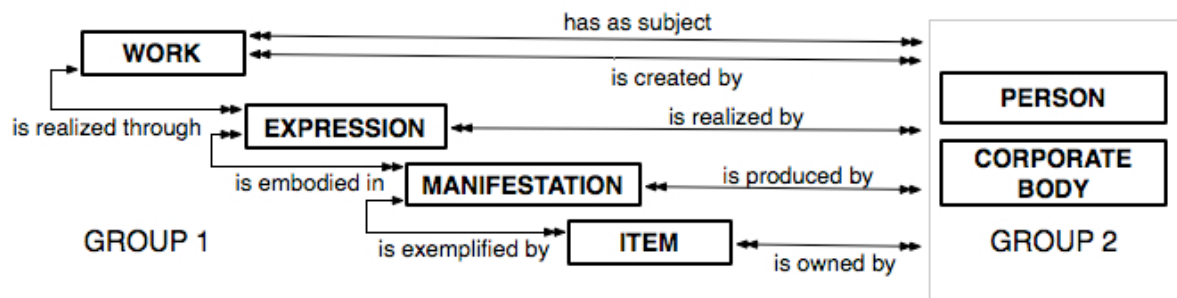 has as subject
WORK
is created by
PERSON
is realized by
is realized through
EXPRESSION
CORPORATE
BODY
is produced by
is embodied in
MANIFESTATION
GROUP 1
is exemplified by
ITEM
GROUP 2
is owned by